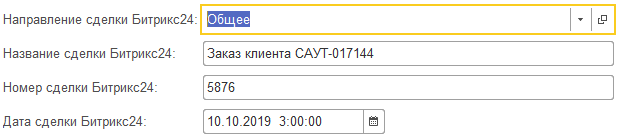 Направление сделки Битрикс24: Общее
Название сделки Битрикс24: Заказ клиента САУТ-017144
Номер сделки Битрикс24: 5876
Дата сделки Битрикс24: 10.10.2019 3:00:00